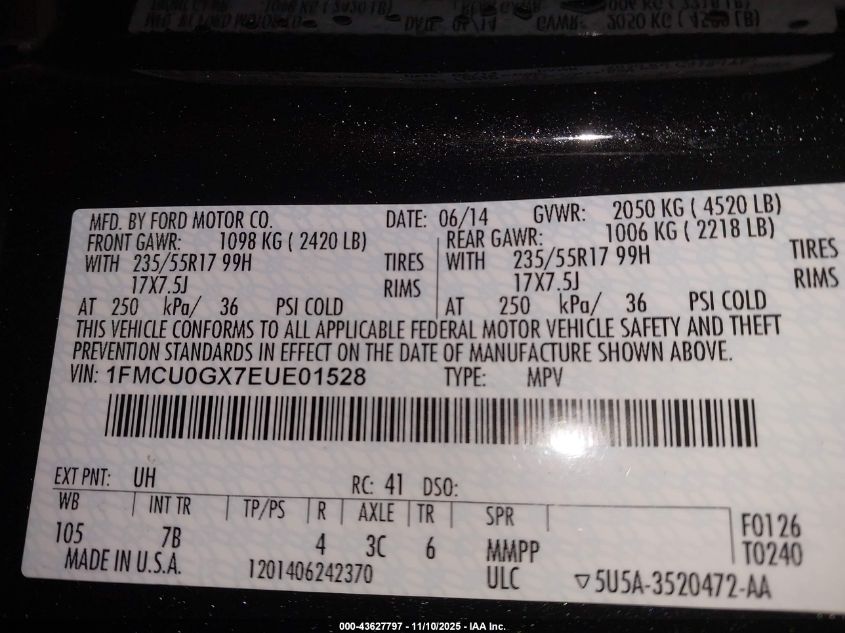 MFD. BY FORD MOTOR CO. DATE: 06/14 GVWR: 2050 KG ( 4520 LB)
FRONT GAWR: 1098 KG ( 2420 LB) REAR GAWR: 1006 KG ( 2218 LB)
WITH 235/55R17 99H TIRES WITH 235/55R17 99H TIRES
17X7.5J RIMS 17X7.5J RIMS
AT 250 kPa/ 36 PSI COLD AT 250 kPa/ 36 PSI COLD
THIS VEHICLE CONFORMS TO ALL APPLICABLE FEDERAL MOTOR VEHICLE SAFETY AND THEFT
PREVENTION STANDARDS IN EFFECT ON THE DATE OF MANUFACTURE SHOWN ABOVE.
VIN: 1FMCU0GX7EUE01528 TYPE: MPV
EXT PNT: UH RC: 41 DSO:
WB INT TR TP/PS R AXLE TR SPR F0126
105 7B 4 3C 6 MMPP T0240
MADE IN U.S.A. 1201406242370 ULC ▽5U5A-3520472-AA
000-43627797 - 11/10/2025 - IAA Inc.